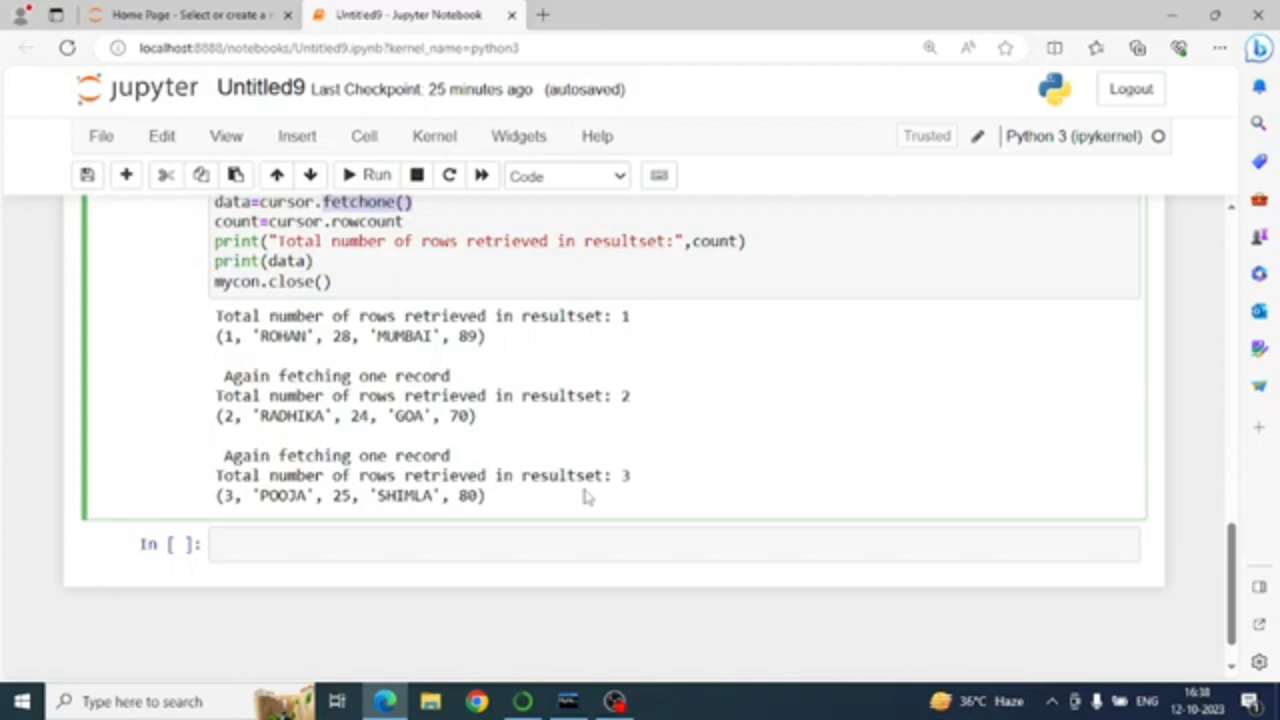 Home Page - Select or create a n
Untitled9 - Jupyter Notebook
localhost:8888/notebooks/Untitled9.ipynb?kernel_name=python3
jupyter Untitled9 Last Checkpoint: 25 minutes ago (autosaved)
Logout
File Edit View Insert Cell Kernel Widgets Help
Trusted
Python 3 (ipykernel)
Run
Code
data=cursor.fetchone()
count=cursor.rowcount
print("Total number of rows retrieved in resultset:",count)
print(data)
mycon.close()
Total number of rows retrieved in resultset: 1
(1, 'ROHAN', 28, 'MUMBAI', 89)
Again fetching one record
Total number of rows retrieved in resultset: 2
(2, 'RADHIKA', 24, 'GOA', 70)
Again fetching one record
Total number of rows retrieved in resultset: 3
(3, 'POOJA', 25, 'SHIMLA', 80)
In [ ]:
Type here to search
36°C Haze
ENG
16:38
12-10-2023